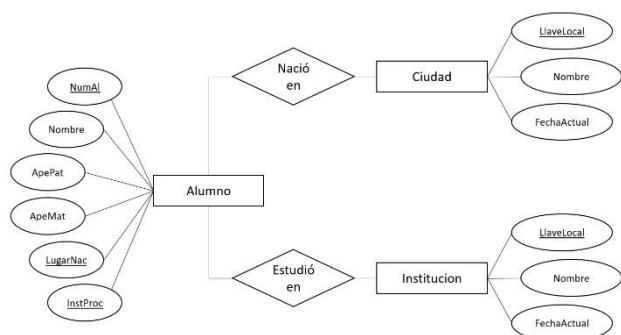 NumAl
Nombre
ApePat
ApeMat
LugarNac
InstProc
Alumno
Nació
en
Ciudad
LlaveLocal
Nombre
FechaActual
Estudió
en
Institucion
LlaveLocal
Nombre
FechaActual